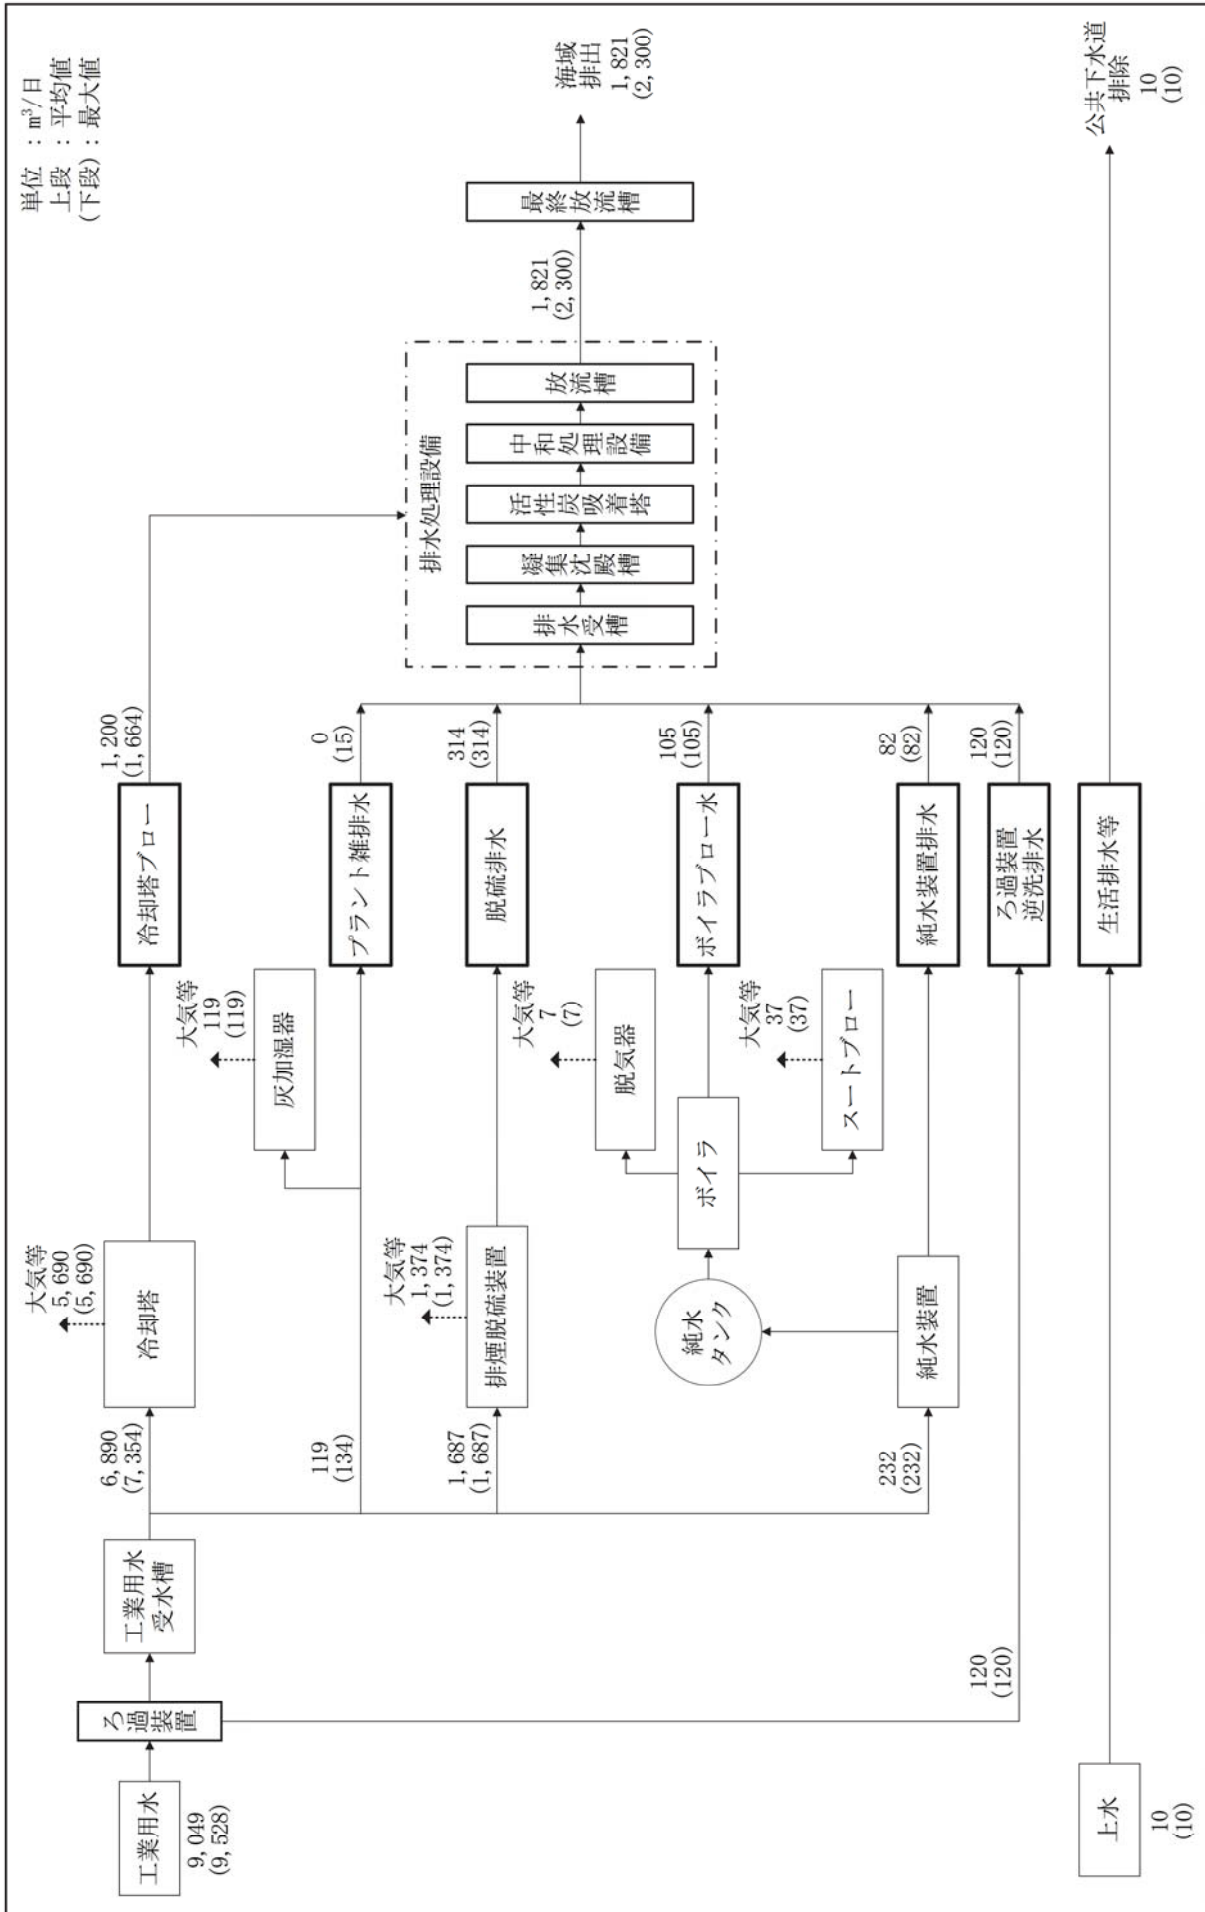 単位 : m³/日
上段 : 平均値
(下段) : 最大値
工業用水
9,049
(9,528)
ろ過装置
工業用水
受水槽
6,890
(7,354)
冷却塔
大気等
5,690
(5,690)
冷却塔ブロー
1,200
(1,664)
119
(134)
灰加湿器
大気等
119
(119)
プラント雑排水
0
(15)
1,687
(1,687)
排煙脱硫装置
大気等
1,374
(1,374)
脱硫排水
314
(314)
純水
タンク
ボイラ
脱気器
大気等
7
(7)
ボイラブロー水
105
(105)
スートブロー
大気等
37
(37)
232
(232)
純水装置
純水装置排水
82
(82)
120
(120)
ろ過装置
逆洗排水
120
(120)
排水処理設備
排水受槽
凝集沈殿槽
活性炭吸着塔
中和処理設備
放流槽
1,821
(2,300)
最終放流槽
海域
排出
1,821
(2,300)
上水
10
(10)
生活排水等
公共下水道
排除
10
(10)